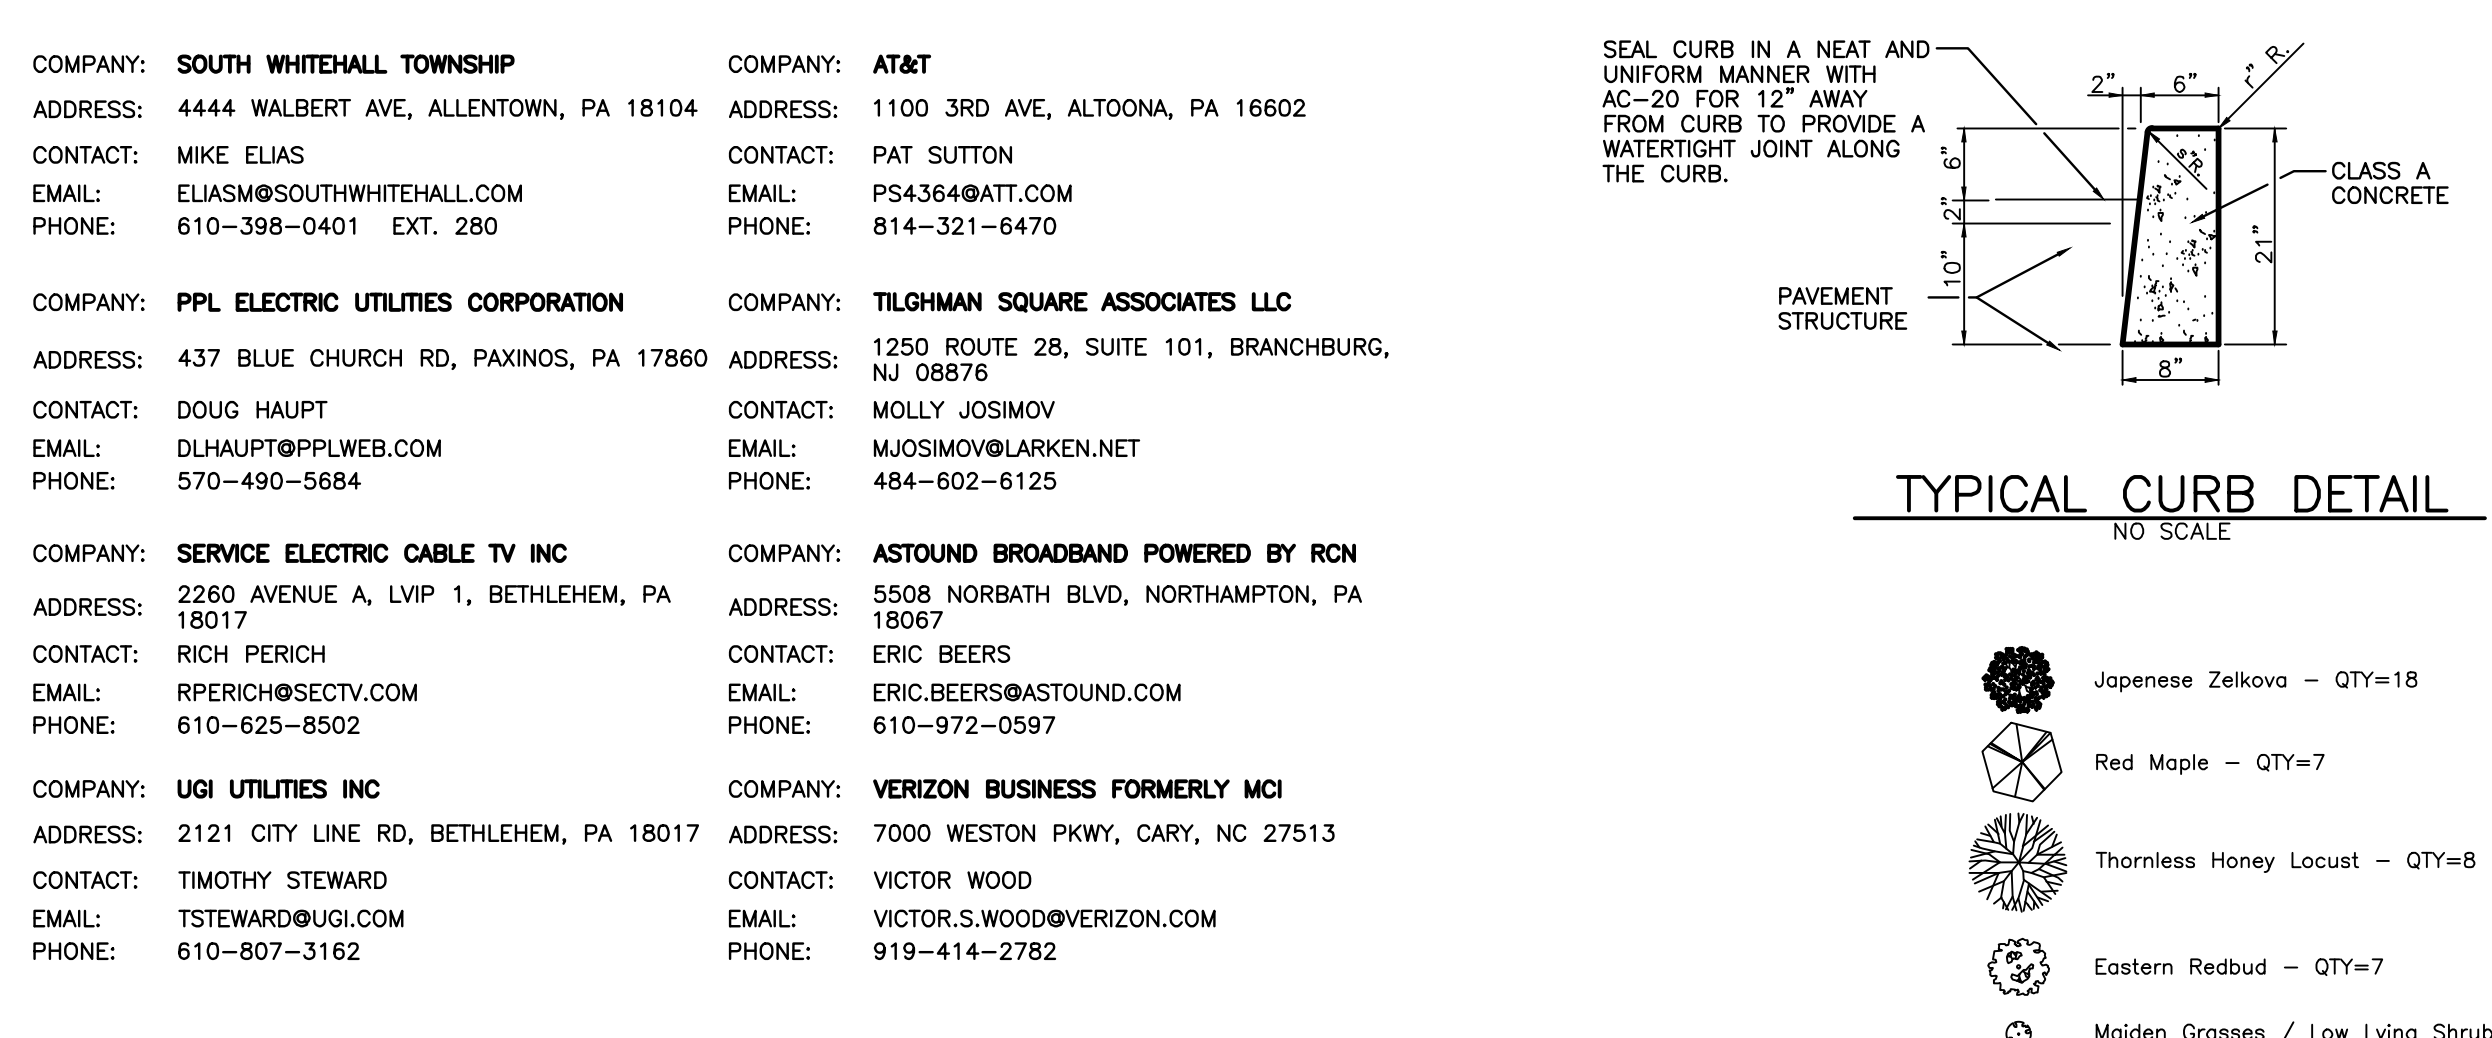 COMPANY: SOUTH WHITEHALL TOWNSHIP
ADDRESS: 4444 WALBERT AVE, ALLENTOWN, PA 18104
CONTACT: MIKE ELIAS
EMAIL: ELIASM@SOUTHWHITEHALL.COM
PHONE: 610-398-0401 EXT. 280
COMPANY: PPL ELECTRIC UTILITIES CORPORATION
ADDRESS: 437 BLUE CHURCH RD, PAXINOS, PA 17860
CONTACT: DOUG HAUPT
EMAIL: DLHAUPT@PPLWEB.COM
PHONE: 570-490-5684
COMPANY: SERVICE ELECTRIC CABLE TV INC
ADDRESS: 2260 AVENUE A, LVIP 1, BETHLEHEM, PA
18017
CONTACT: RICH PERICH
EMAIL: RPERICH@SECTV.COM
PHONE: 610-625-8502
COMPANY: UGI UTILITIES INC
ADDRESS: 2121 CITY LINE RD, BETHLEHEM, PA 18017
CONTACT: TIMOTHY STEWARD
EMAIL: TSTEWARD@UGI.COM
PHONE: 610-807-3162
COMPANY: AT&T
ADDRESS: 1100 3RD AVE, ALTOONA, PA 16602
CONTACT: PAT SUTTON
EMAIL: PS4364@ATT.COM
PHONE: 814-321-6470
COMPANY: TILGHMAN SQUARE ASSOCIATES LLC
ADDRESS: 1250 ROUTE 28, SUITE 101, BRANCHBURG,
NJ 08876
CONTACT: MOLLY JOSIMOV
EMAIL: MJOSIMOV@LARKEN.NET
PHONE: 484-602-6125
COMPANY: ASTOUND BROADBAND POWERED BY RCN
ADDRESS: 5508 NORBATH BLVD, NORTHAMPTON, PA
18067
CONTACT: ERIC BEERS
EMAIL: ERIC.BEERS@ASTOUND.COM
PHONE: 610-972-0597
COMPANY: VERIZON BUSINESS FORMERLY MCI
ADDRESS: 7000 WESTON PKWY, CARY, NC 27513
CONTACT: VICTOR WOOD
EMAIL: VICTOR.S.WOOD@VERIZON.COM
PHONE: 919-414-2782
SEAL CURB IN A NEAT AND
UNIFORM MANNER WITH
AC-20 FOR 12" AWAY
FROM CURB TO PROVIDE A
WATERTIGHT JOINT ALONG
THE CURB.
2"
6"
r" R.
6"
s"R.
2"
10"
21"
8"
CLASS A
CONCRETE
PAVEMENT
STRUCTURE
TYPICAL CURB DETAIL
NO SCALE
Japenese Zelkova - QTY=18
Red Maple - QTY=7
Thornless Honey Locust - QTY=8
Eastern Redbud - QTY=7
Maiden Grasses / Low Lying Shrub